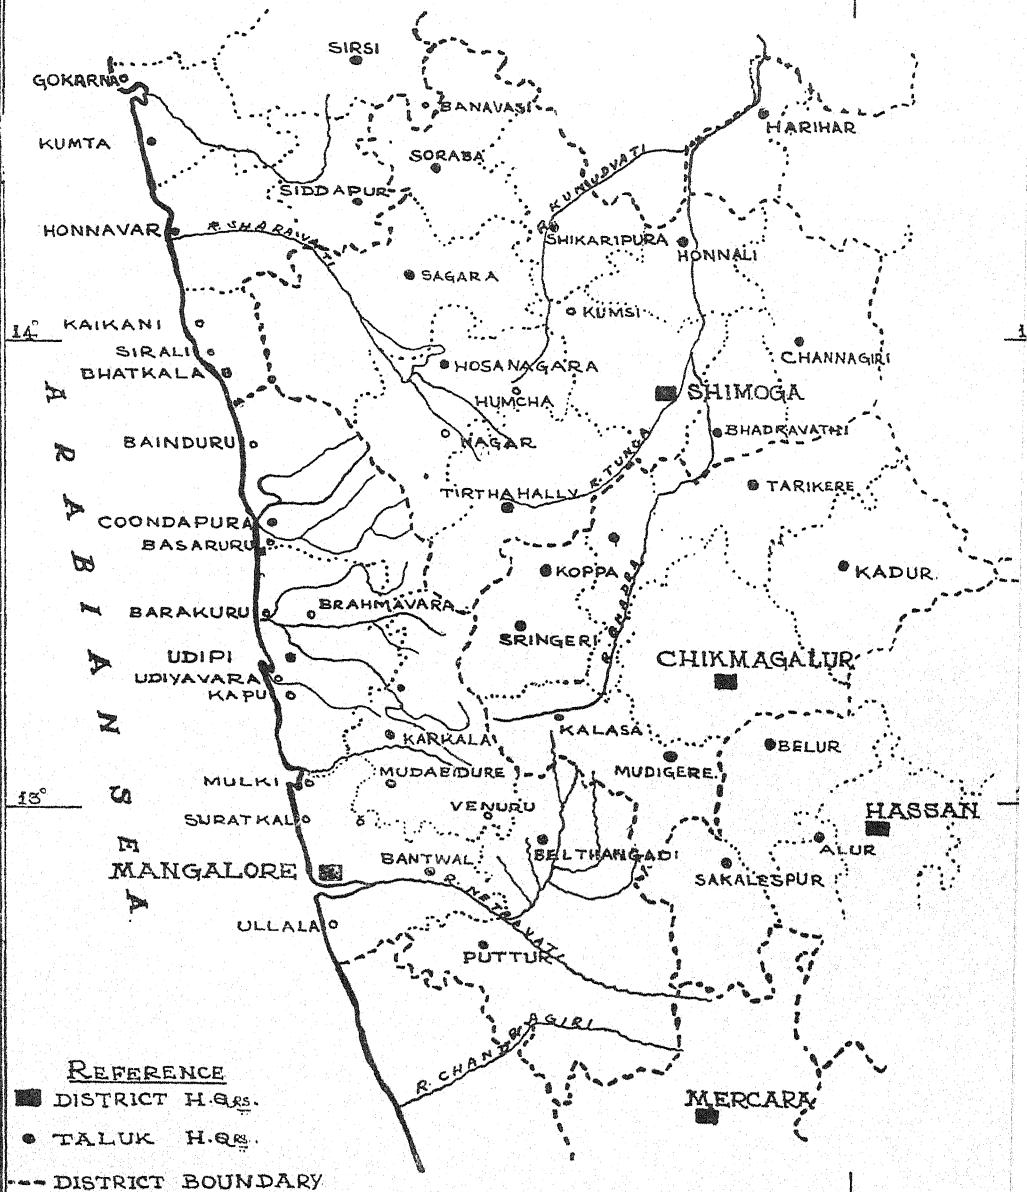 SIRSI
GOKARNA
BANAVASI
HARIHAR
KUMTA
SORABA
R. KUMUDVATI
SIDDAPUR
HONNAVAR
R. SHARAVATI
SHIKARIPURA
HONNALI
SAGARA
KUMSI
KAIKANI
14°
1
SIRALI
CHANNAGIRI
BHATKALA
HOSANAGARA
SHIMOGA
HUMCHA
BAINDURU
NAGAR
BHADRAVATHI
R. TUNGA
TIRTHAHALLY
TARIKERE
COONDAPURA
BASARURU
KOPPA
KADUR
BARAKURU
BRAHMAVARA
R. BHADRA
SRINGERI
UDIPI
CHIKMAGALUR
UDIYAVARA
KAPU
ARABIAN SEA
KALASA
KARKALA
BELUR
MULKI
MUDABIDURE
MUDIGERE
13°
VENURU
HASSAN
SURATKAL
ALUR
BANTWAL
BELTHANGADI
MANGALORE
SAKALESPUR
R. NETRAVATI
ULLALA
PUTTUR
R. CHANDRAGIRI
MERCARA
REFERENCE
DISTRICT H.QRS.
TALUK H.QRS.
DISTRICT BOUNDARY